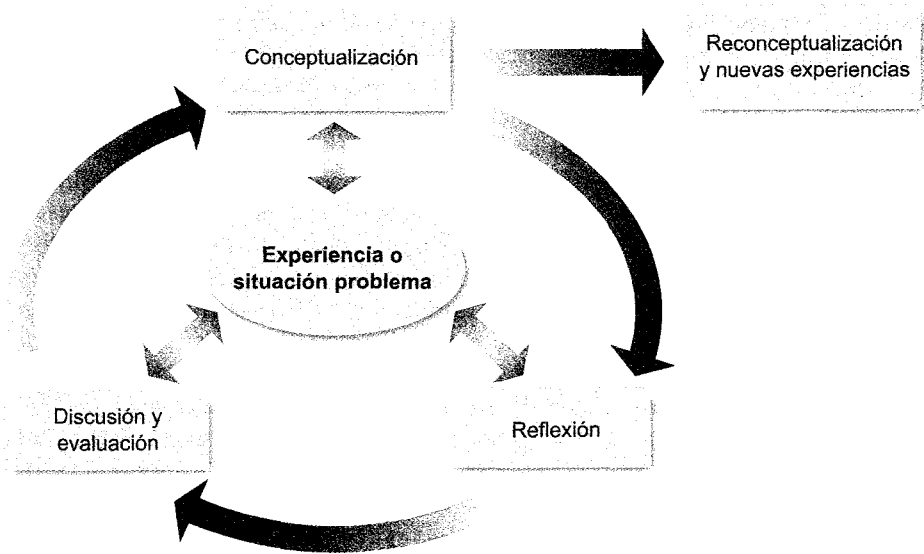 Conceptualización
Reconceptualización
y nuevas experiencias
Experiencia o
situación problema
Discusión y
evaluación
Reflexión